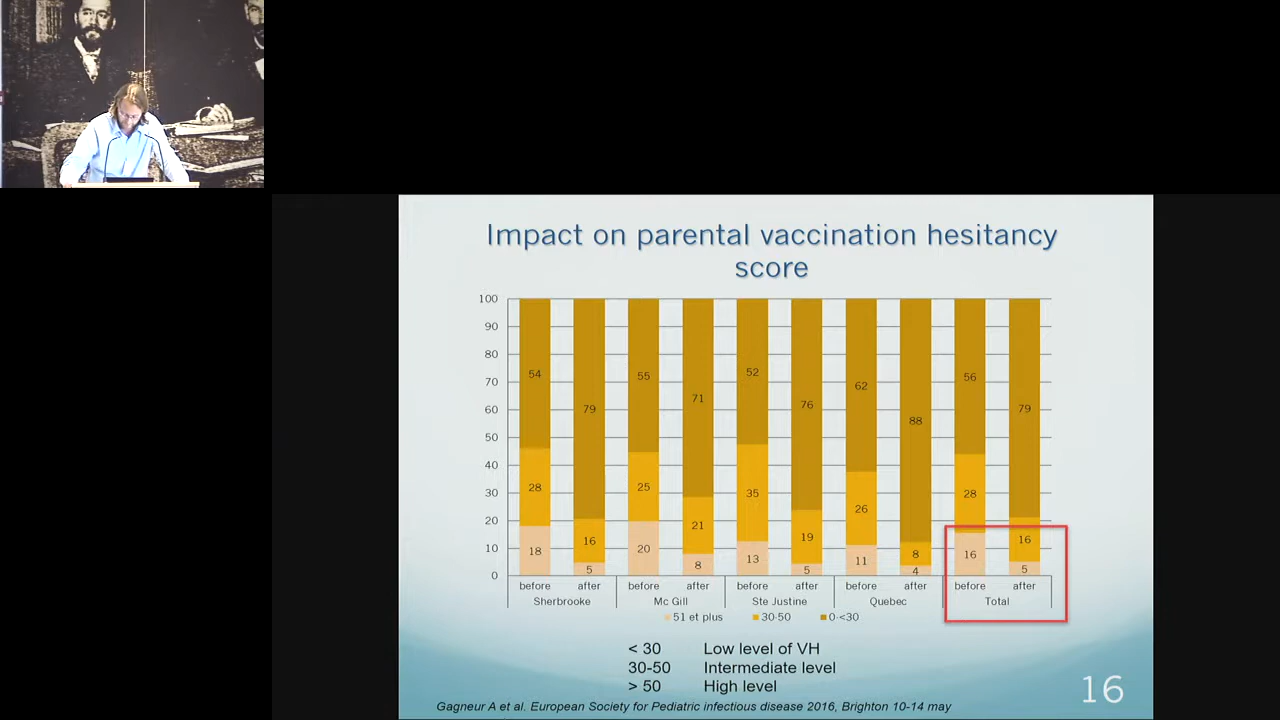 Impact on parental vaccination hesitancy
score
100
90
80
70
60
50
40
30
20
10
0
54 28 18
79 16 5
55 25 20
71 21 8
52 35 13
76 19 5
62 26 11
88 8 4
56 28 16
79 16 5
before after before after before after before after before after
Sherbrooke Mc Gill Ste Justine Quebec Total
51 et plus 30-50 0-<30
< 30 Low level of VH
30-50 Intermediate level
> 50 High level
Gagneur A et al. European Society for Pediatric infectious disease 2016, Brighton 10-14 may
16